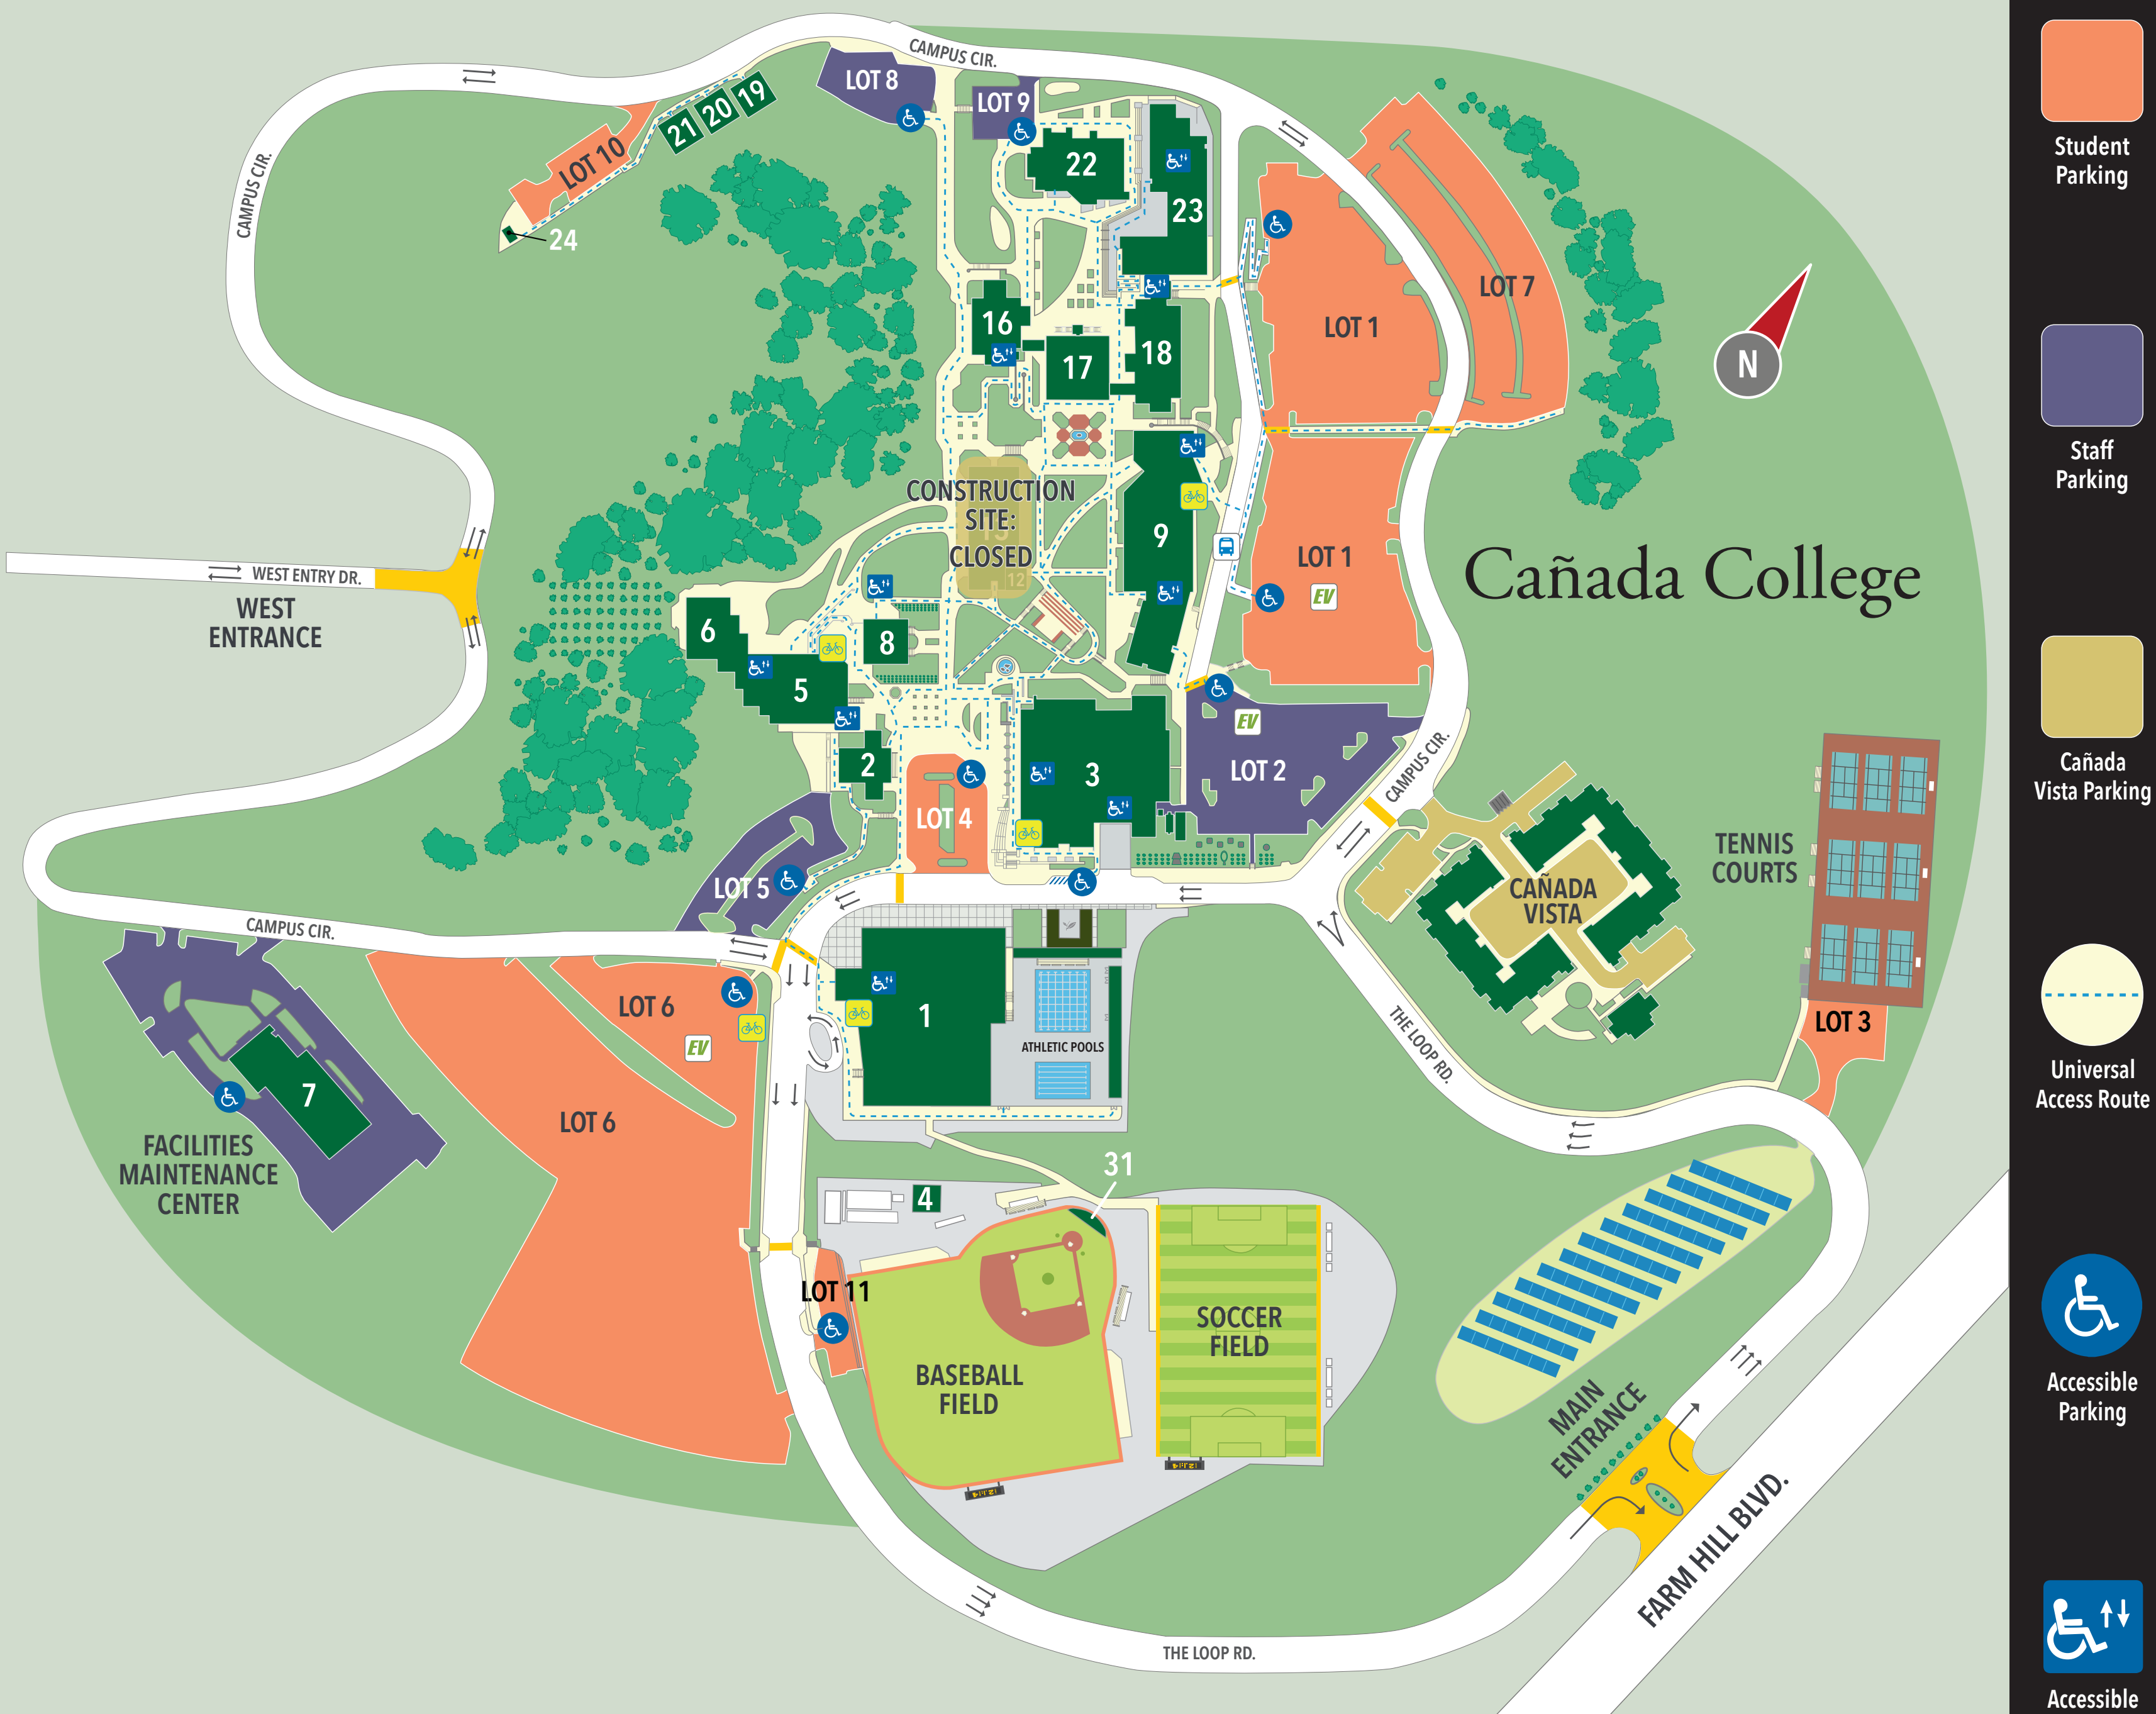 CAMPUS CIR.
LOT 8
LOT 9
19
20
21
LOT 10
24
CAMPUS CIR.
22
23
LOT 7
LOT 1
16
17
18
N
CONSTRUCTION
SITE:
CLOSED
15
12
9
LOT 1
EV
Cañada College
WEST ENTRY DR.
WEST
ENTRANCE
6
8
5
2
3
LOT 4
EV
LOT 2
CAMPUS CIR.
LOT 5
CAMPUS CIR.
CAÑADA
VISTA
TENNIS
COURTS
LOT 3
LOT 6
EV
LOT 6
1
ATHLETIC POOLS
THE LOOP RD.
7
FACILITIES
MAINTENANCE
CENTER
31
4
LOT 11
BASEBALL
FIELD
SOCCER
FIELD
MAIN
ENTRANCE
FARM HILL BLVD.
THE LOOP RD.
Student
Parking
Staff
Parking
Cañada
Vista Parking
Universal
Access Route
Accessible
Parking
Accessible